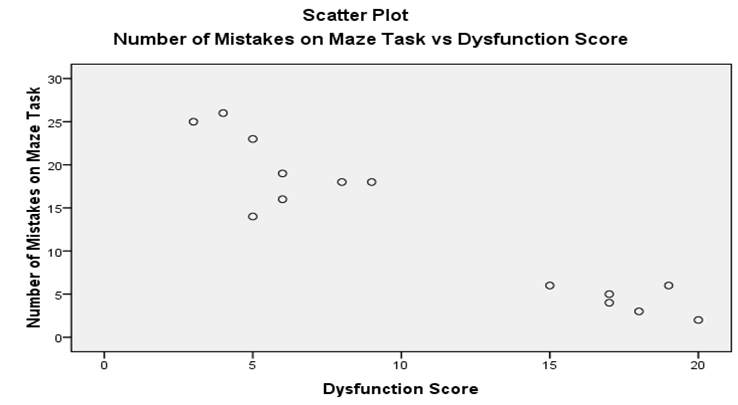 Scatter Plot
Number of Mistakes on Maze Task vs Dysfunction Score
Number of Mistakes on Maze Task
30
25
20
15
10
5
0
0 5 10 15 20
Dysfunction Score